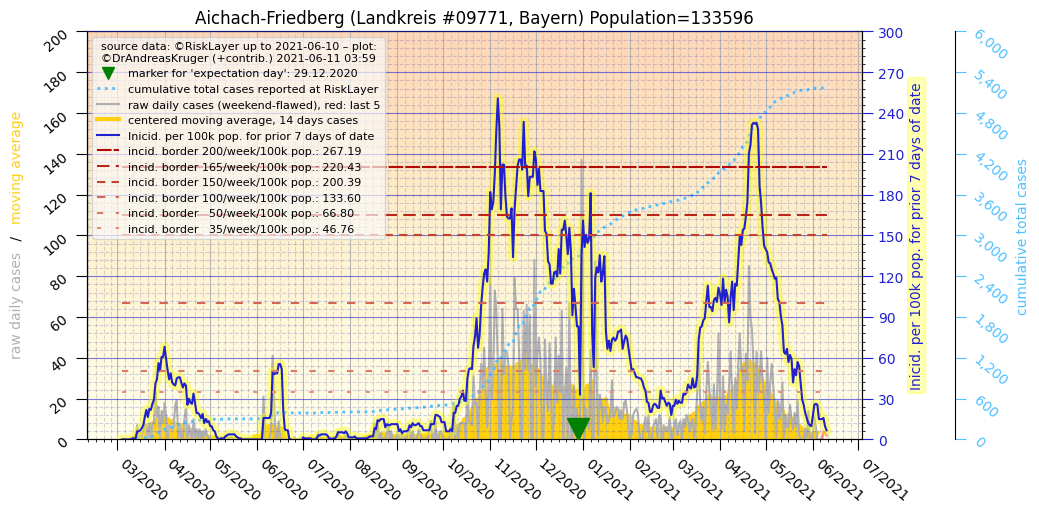 Aichach-Friedberg (Landkreis #09771, Bayern) Population=133596
source data: ©RiskLayer up to 2021-06-10 – plot:
©DrAndreasKruger (+contrib.) 2021-06-11 03:59
marker for 'expectation day': 29.12.2020
cumulative total cases reported at RiskLayer
raw daily cases (weekend-flawed), red: last 5
centered moving average, 14 days cases
Inicid. per 100k pop. for prior 7 days of date
incid. border 200/week/100k pop.: 267.19
incid. border 165/week/100k pop.: 220.43
incid. border 150/week/100k pop.: 200.39
incid. border 100/week/100k pop.: 133.60
incid. border 50/week/100k pop.: 66.80
incid. border 35/week/100k pop.: 46.76
raw daily cases / moving average
200
180
160
140
120
100
80
60
40
20
0
300
270
240
210
180
150
120
90
60
30
0
Inicid. per 100k pop. for prior 7 days of date
6,000
5,400
4,800
4,200
3,600
3,000
2,400
1,800
1,200
600
0
cumulative total cases
03/2020
04/2020
05/2020
06/2020
07/2020
08/2020
09/2020
10/2020
11/2020
12/2020
01/2021
02/2021
03/2021
04/2021
05/2021
06/2021
07/2021